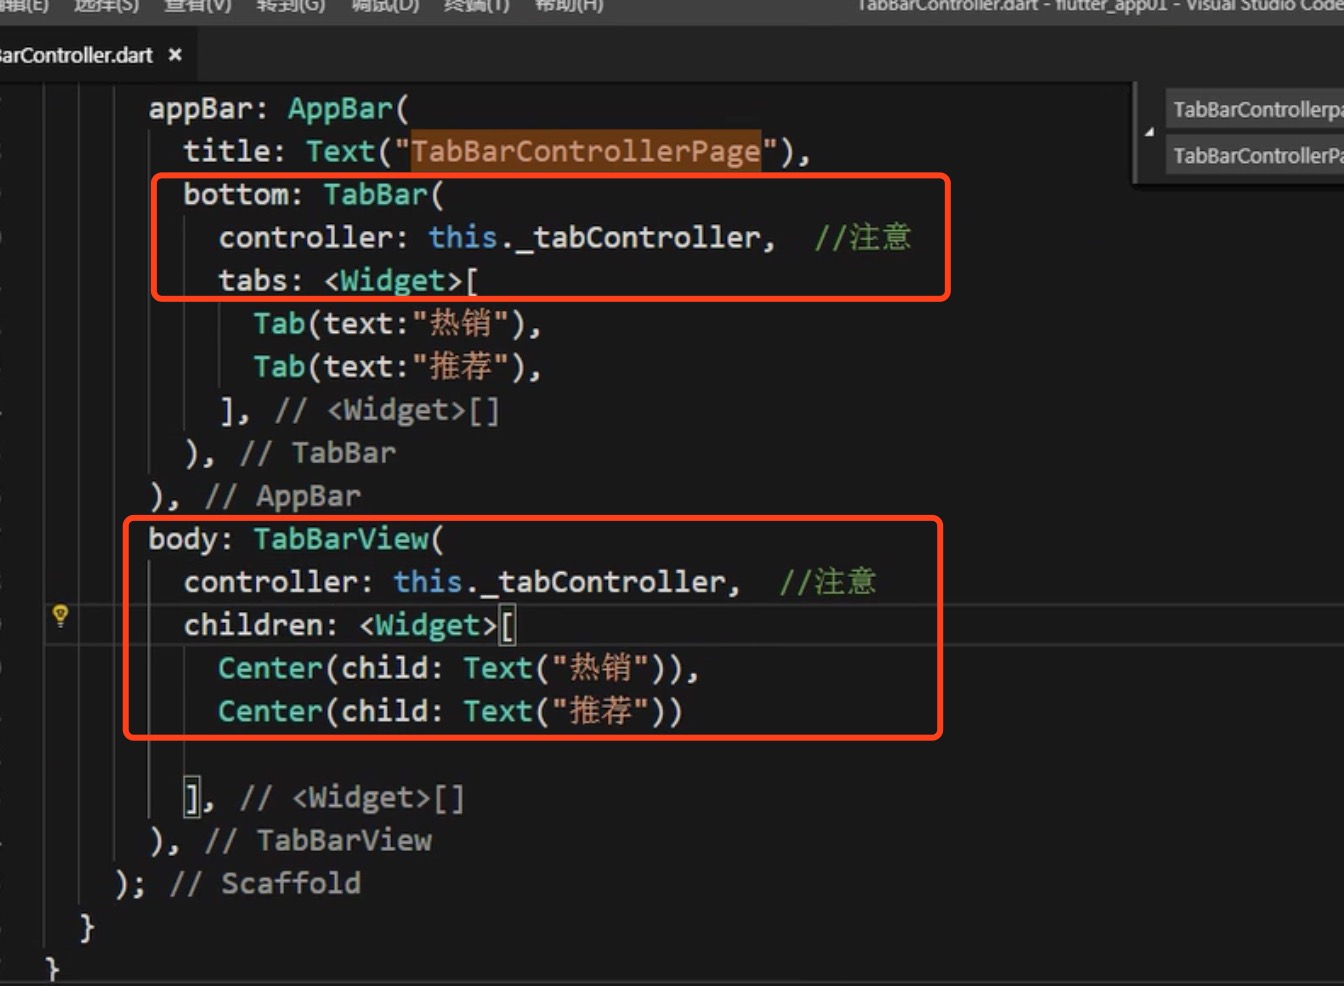 选择(S) 查看(V) 转到(G) 调试(D) 终端(T) 帮助(H) TabBarController.dart - flutter_app01 - Visual Studio Code
BarController.dart ×
appBar: AppBar(
title: Text("TabBarControllerPage"),
bottom: TabBar(
controller: this._tabController, //注意
tabs: <Widget>[
Tab(text:"热销"),
Tab(text:"推荐"),
], // <Widget>[]
), // TabBar
), // AppBar
body: TabBarView(
controller: this._tabController, //注意
children: <Widget>[
Center(child: Text("热销")),
Center(child: Text("推荐"))
], // <Widget>[]
), // TabBarView
); // Scaffold
}
}
TabBarControllerpa
TabBarControllerPa